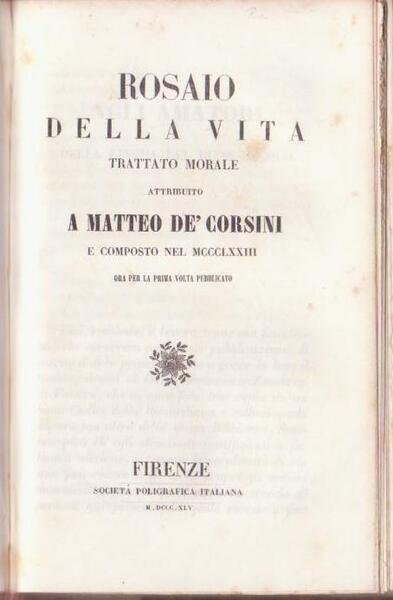 ROSAIO
DELLA VITA
TRATTATO MORALE
ATTRIBUITO
A MATTEO DE' CORSINI
E COMPOSTO NEL MCCCLXXIII
ORA PER LA PRIMA VOLTA PUBBLICATO
FIRENZE
SOCIETÀ POLIGRAFICA ITALIANA
M. DCCC. XLV